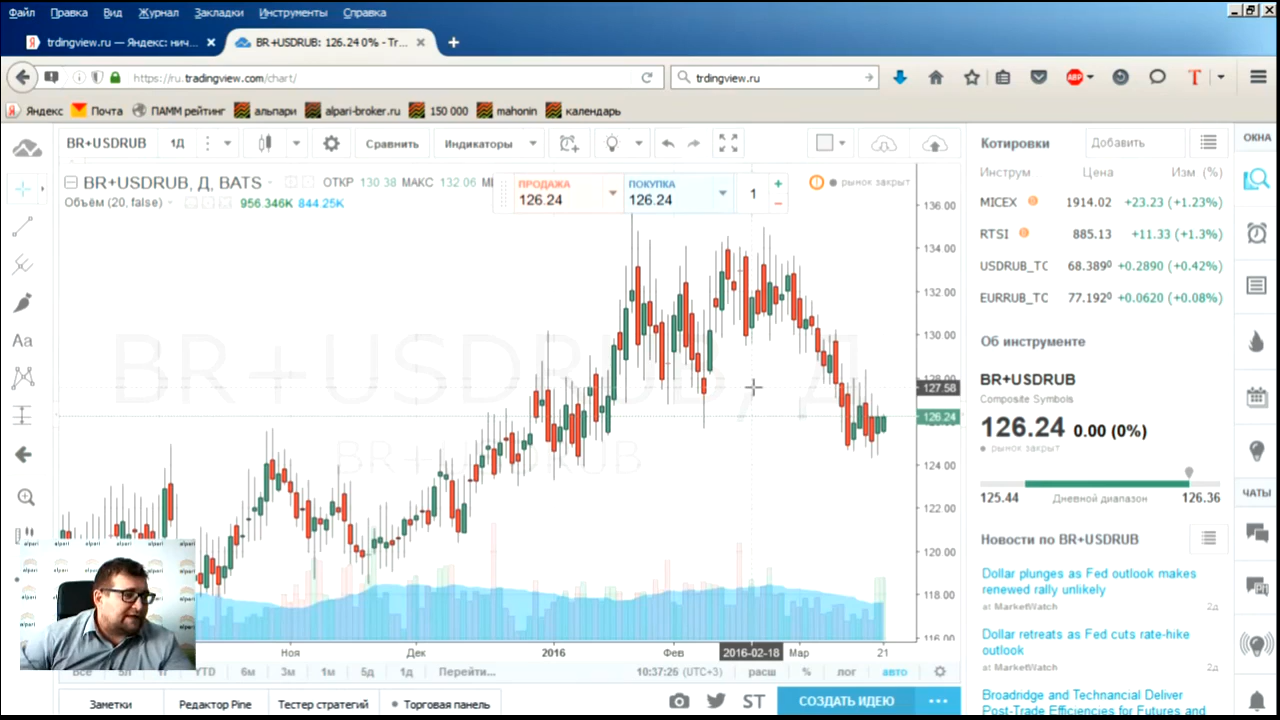 Файл Правка Вид Журнал Закладки Инструменты Справка
trdingview.ru — Яндекс: нич... BR+USDRUB: 126.24 0% - Tr...
https://ru.tradingview.com/chart/ trdingview.ru
Яндекс Почта ПАММ рейтинг альпари alpari-broker.ru 150 000 mahonin календарь
BR+USDRUB 1Д Сравнить Индикаторы
BR+USDRUB, Д, BATS ОТКР 130 38 МАКС 132 06
ПРОДАЖА 126.24 ПОКУПКА 126.24 1
рынок закрыт
Объём (20, false) 956.346K 844.25K
136.00
134.00
132.00
130.00
128.00
127.58
126.24
124.00
122.00
120.00
118.00
116.00
BR+USDRUB, Д
BR+USDRUB
Ноя Дек 2016 Фев 2016-02-18 Мар 21
Все 5л 1г YTD 6м 3м 1м 5д 1д Перейти... 10:37:25 (UTC+3) расш % лог авто
Заметки Редактор Pine Тестер стратегий Торговая панель ST СОЗДАТЬ ИДЕЮ
Aa
alpari alpari alpari alpari
Котировки Добавить
Инструм Цена Изм (%)
MICEX 1914.02 +23.23 (+1.23%)
RTSI 885.13 +11.33 (+1.3%)
USDRUB_TC 68.389⁰ +0.2890 (+0.42%)
EURRUB_TC 77.192⁰ +0.0620 (+0.08%)
Об инструменте
BR+USDRUB
Composite Symbols
126.24 0.00 (0%)
рынок закрыт
125.44 Дневной диапазон 126.36
Новости по BR+USDRUB
Dollar plunges as Fed outlook makes
renewed rally unlikely
at MarketWatch 2д
Dollar retreats as Fed cuts rate-hike
outlook
at MarketWatch 2д
Broadridge and Technancial Deliver
Post-Trade Efficiencies for Futures and
ОКНА
ЧАТЫ